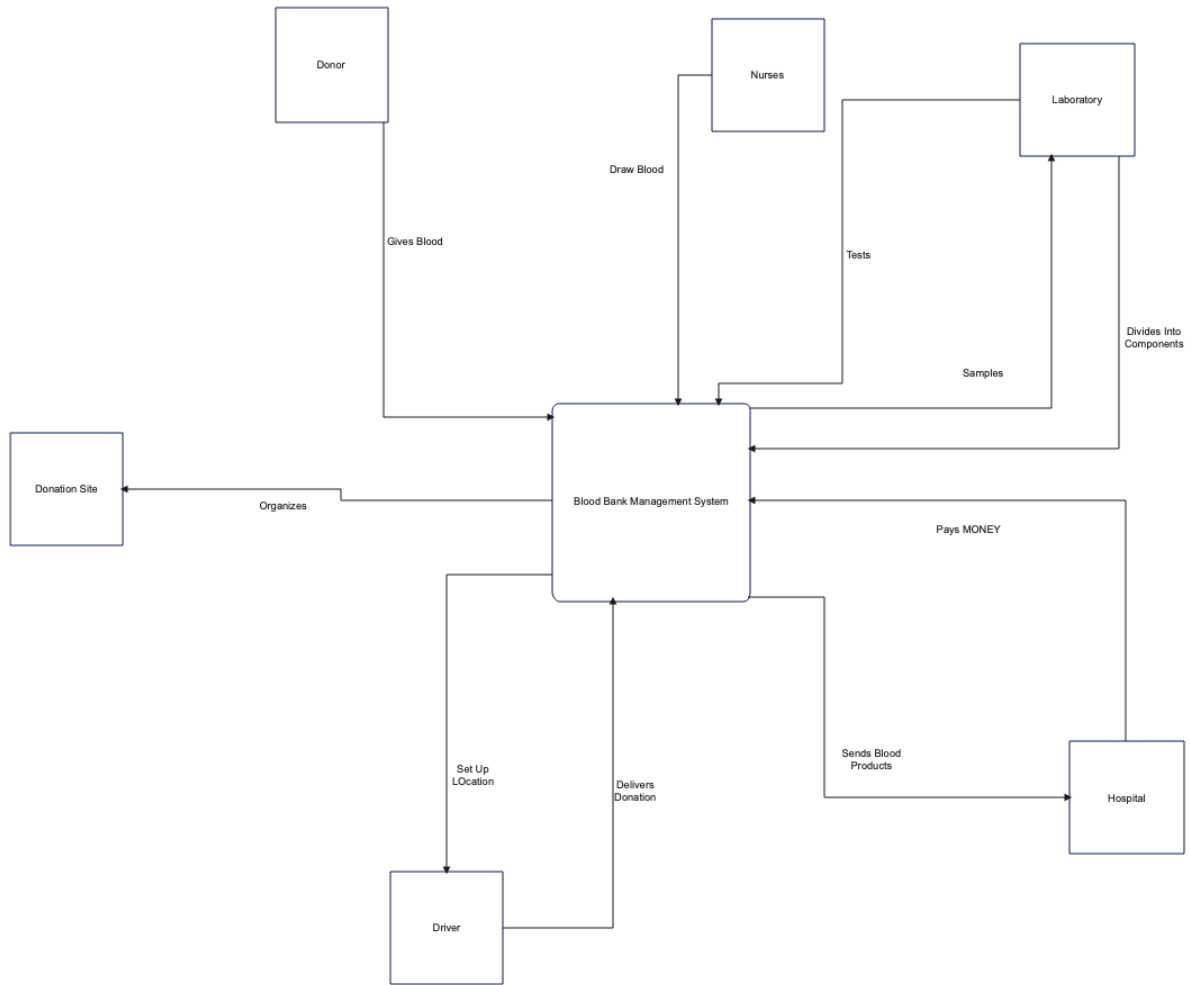 Donor
Nurses
Laboratory
Draw Blood
Gives Blood
Tests
Divides Into
Components
Samples
Donation Site
Organizes
Blood Bank Management System
Pays MONEY
Set Up
LOcation
Delivers
Donation
Sends Blood
Products
Hospital
Driver